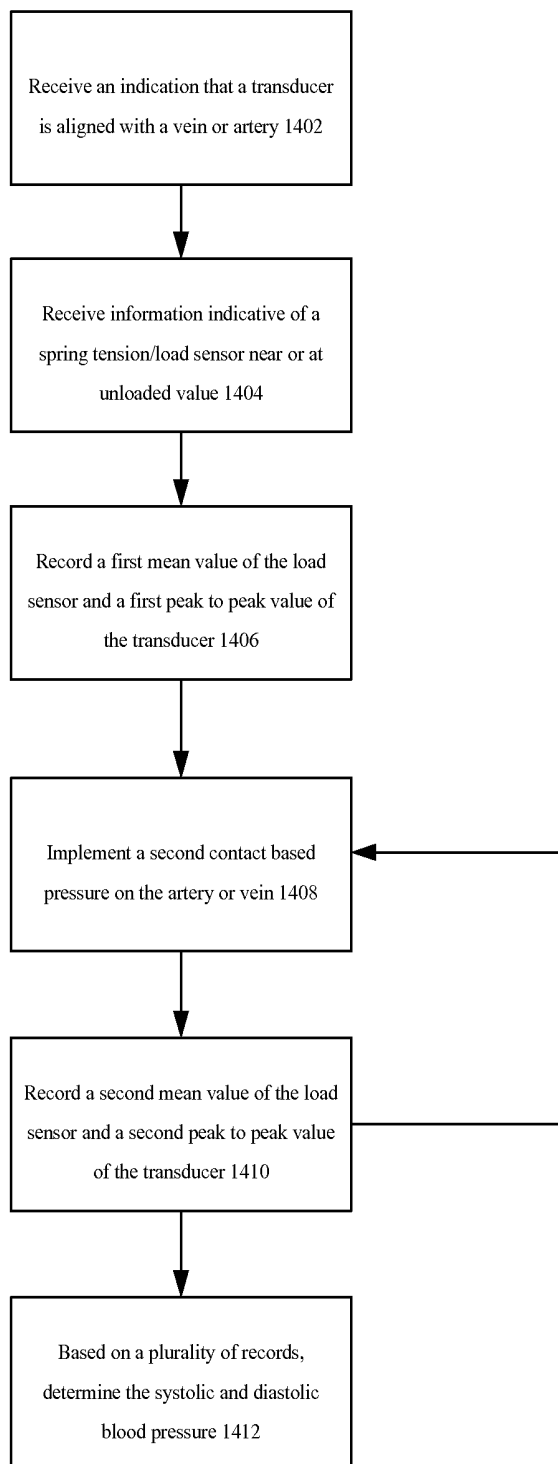 Receive an indication that a transducer
is aligned with a vein or artery 1402
Receive information indicative of a
spring tension/load sensor near or at
unloaded value 1404
Record a first mean value of the load
sensor and a first peak to peak value of
the transducer 1406
Implement a second contact based
pressure on the artery or vein 1408
Record a second mean value of the load
sensor and a second peak to peak value
of the transducer 1410
Based on a plurality of records,
determine the systolic and diastolic
blood pressure 1412